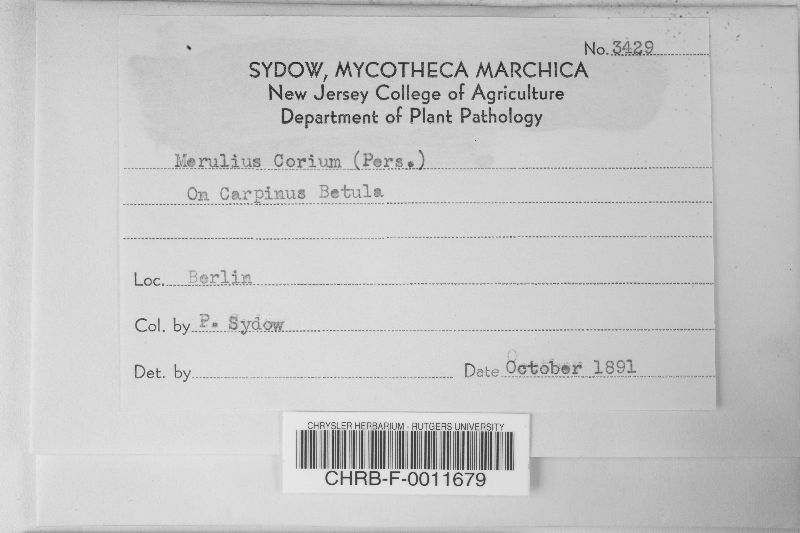 No. 3429
SYDOW, MYCOTHECA MARCHICA
New Jersey College of Agriculture
Department of Plant Pathology
Merulius Corium (Pers.)
On Carpinus Betula
Loc. Berlin
Col. by P. Sydow
Det. by
Date October 1891
CHRYSLER HERBARIUM - RUTGERS UNIVERSITY
CHRB-F-0011679